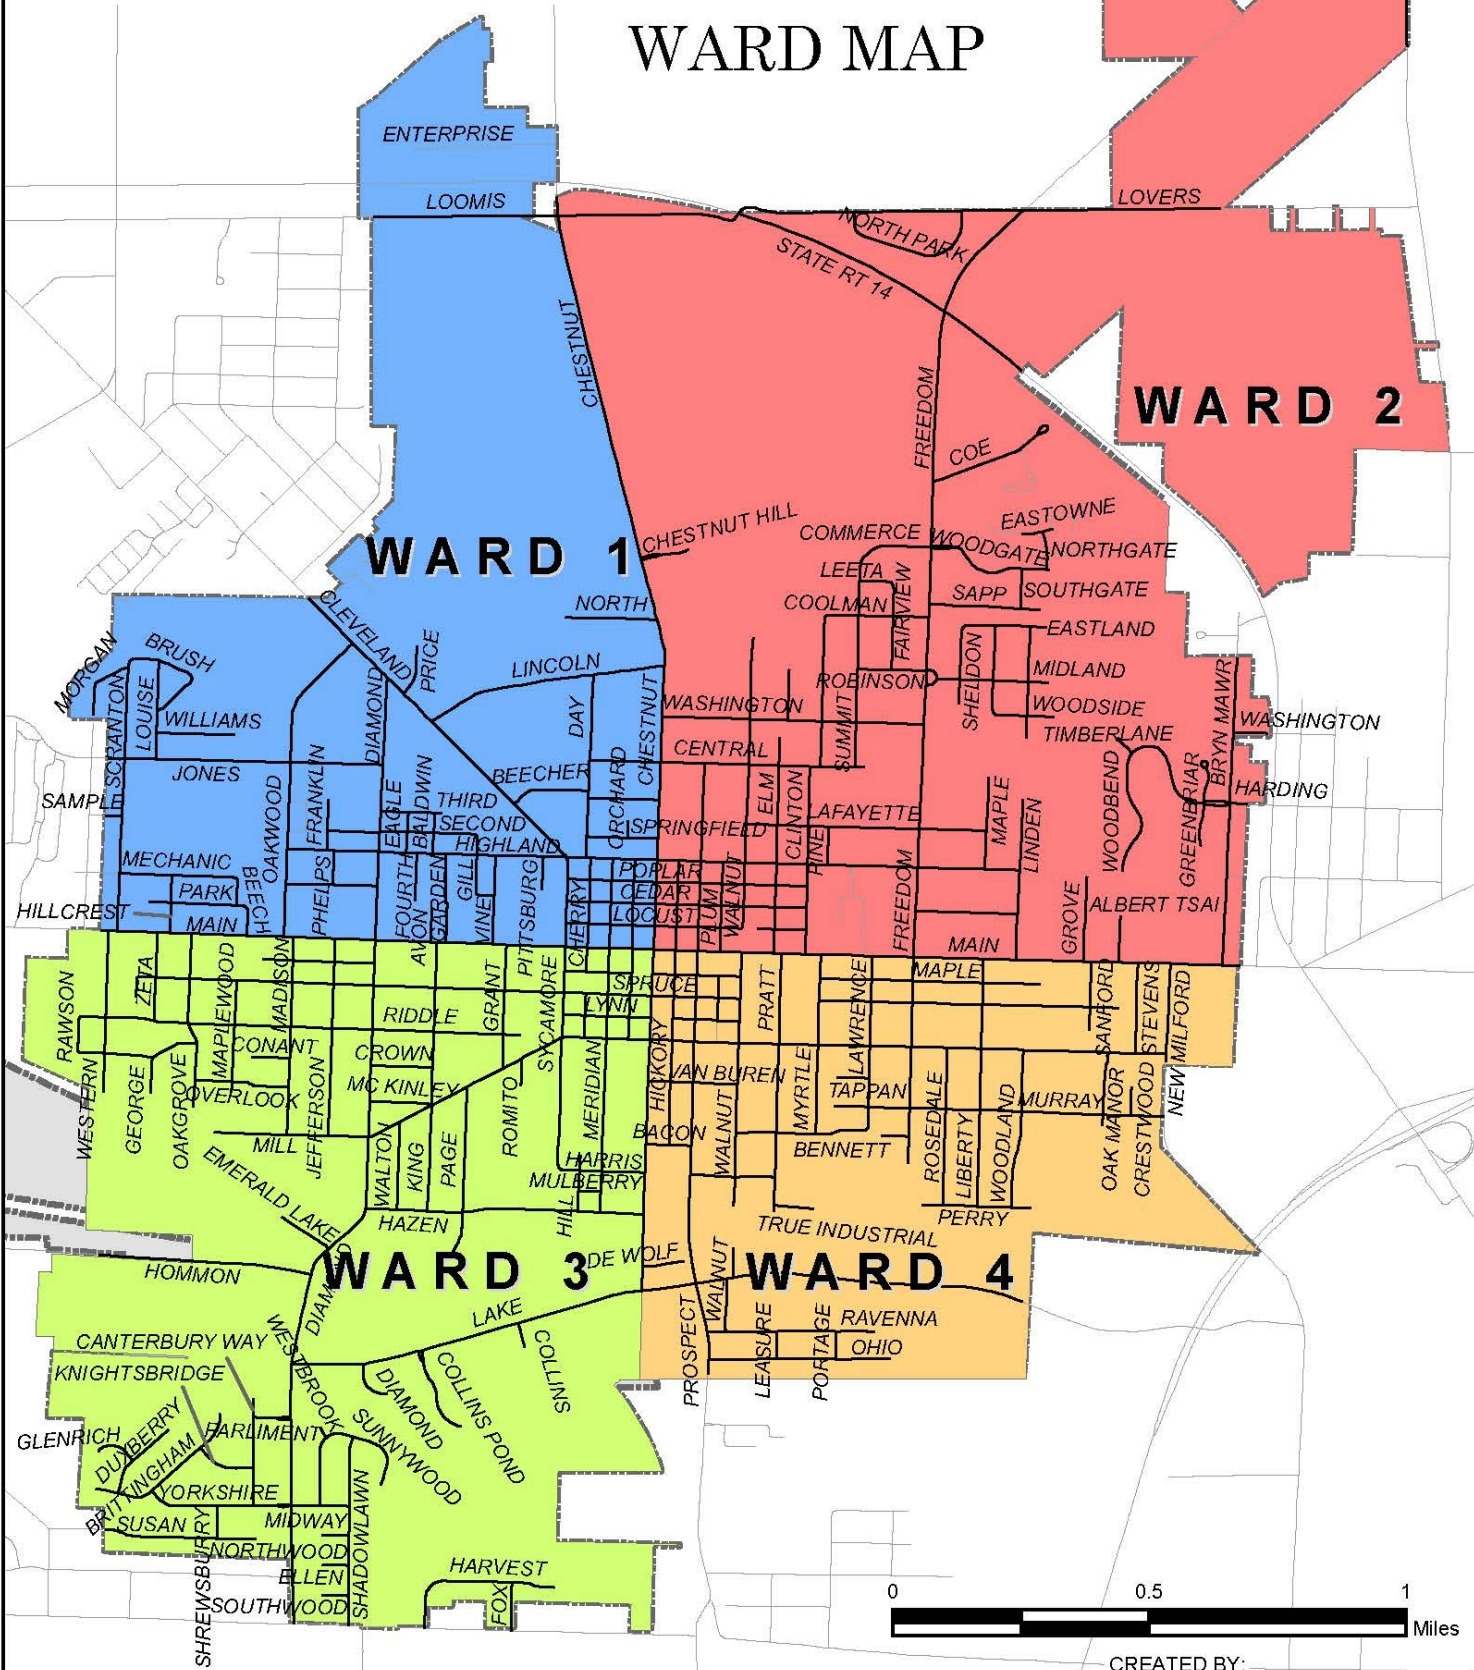 WARD MAP
ENTERPRISE
LOOMIS
LOVERS
NORTH PARK
STATE RT 14
CHESTNUT
FREEDOM
WARD 2
COE
CHESTNUT HILL
EASTOWNE
COMMERCE
WOODGATE
NORTHGATE
WARD 1
LEETA
FAIRVIEW
SAPP
SOUTHGATE
NORTH
COOLMAN
CLEVELAND
EASTLAND
MORGAN
BRUSH
PRICE
LINCOLN
ROBINSON
SHELDON
MIDLAND
SCRANTON
LOUISE
WILLIAMS
DIAMOND
DAY
CHESTNUT
WASHINGTON
SUMMIT
WOODSIDE
BRYN MAWR
WASHINGTON
TIMBERLANE
JONES
BEECHER
ORCHARD
CENTRAL
ELM
CLINTON
WOODBEND
GREENBRIAR
HARDING
SAMPLE
OAKWOOD
FRANKLIN
EAGLE
BALDWIN
THIRD
SECOND
HIGHLAND
SPRINGFIELD
LAFAYETTE
PINE
MAPLE
LINDEN
MECHANIC
PARK
BEECH
PHELPS
FOURTH
AVON
GARDEN
GILL
VINE
PITTSBURG
CHERRY
POPLAR
CEDAR
LOCUST
PLUM
WALNUT
FREEDOM
GROVE
ALBERT TSAI
HILLCREST
MAIN
MAIN
RAWSON
ZETA
MAPLEWOOD
MADISON
GRANT
SYCAMORE
SPRUCE
LYNN
PRATT
LAWRENCE
MAPLE
SANFORD
STEVENS
NEW MILFORD
RIDDLE
CONANT
CROWN
HICKORY
WESTERN
GEORGE
OAKGROVE
OVERLOOK
MC KINLEY
JEFFERSON
ROMITO
MERIDIAN
VAN BUREN
MYRTLE
TAPPAN
ROSEDALE
LIBERTY
WOODLAND
MURRAY
OAK MANOR
CRESTWOOD
MILL
WALTON
KING
PAGE
BACON
WALNUT
BENNETT
EMERALD LAKE
HARRIS
MULBERRY
HILL
HAZEN
PERRY
TRUE INDUSTRIAL
DE WOLF
WARD 3
WARD 4
HOMMON
DIAMOND
LAKE
PROSPECT
WALNUT
LEASURE
PORTAGE
RAVENNA
OHIO
CANTERBURY WAY
WESTBROOK
KNIGHTSBRIDGE
DIAMOND
COLLINS POND
COLLINS
GLENRICH
DUXBERRY
PARLIMENT
SUNNYWOOD
BRITTINGHAM
YORKSHIRE
SUSAN
SHREWSBURY
MIDWAY
SHADOWLAWN
NORTHWOOD
ELLEN
SOUTHWOOD
HARVEST
FOX
0 0.5 1
Miles
CREATED BY: